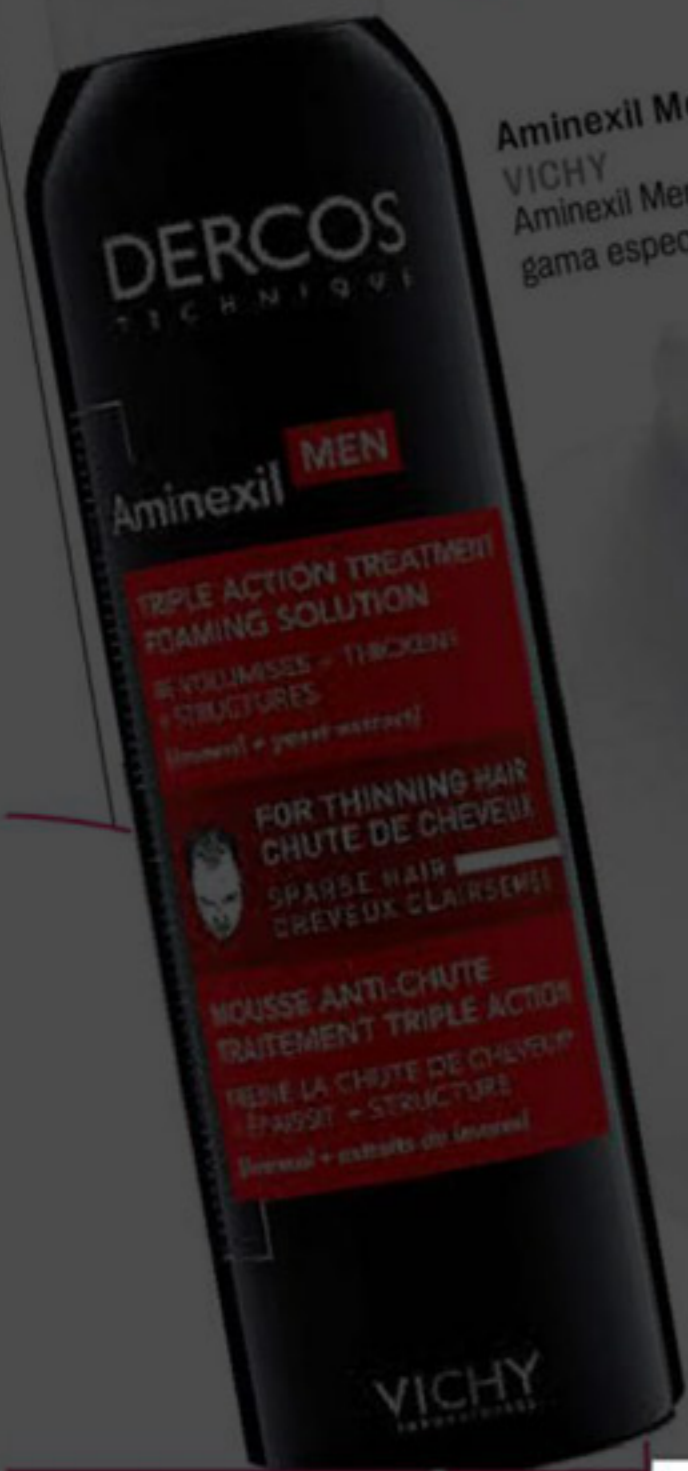 DERCOS
TECHNIQUE
Aminexil MEN
TRIPLE ACTION TREATMENT
FOAMING SOLUTION
THICKENS
STRUCTURES
FOR THINNING HAIR
CHUTE DE CHEVEUX
SPARSE HAIR
CHEVEUX CLAIRSEMÉS
MOUSSE ANTI-CHUTE
TRAITEMENT TRIPLE ACTION
FREINE LA CHUTE DE CHEVEUX
ÉPAISSIT + STRUCTURE
VICHY
LABORATOIRES
Aminexil Me
VICHY
Aminexil Men
gama espec